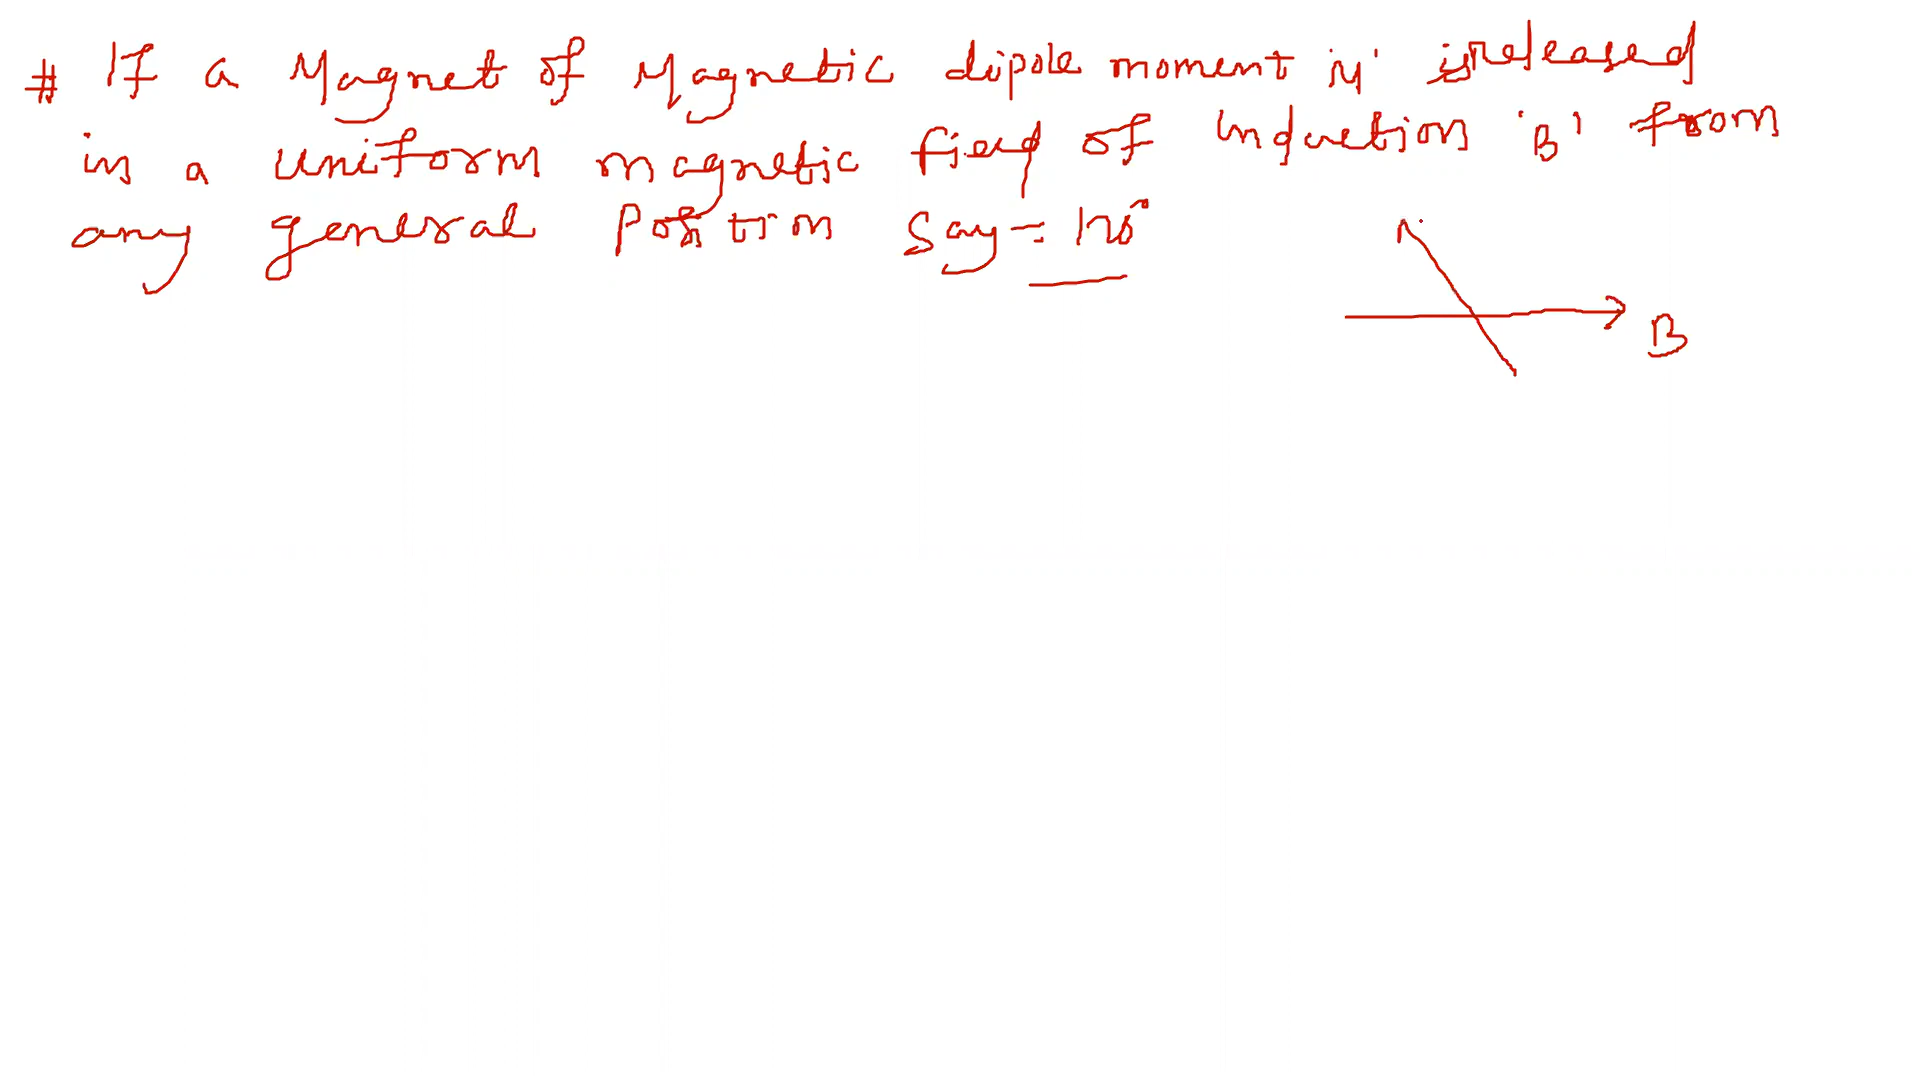 # If a Magnet of Magnetic dipole moment 'M' is released
in a uniform magnetic field of induction 'B' from
any general Position Say = 120°
B